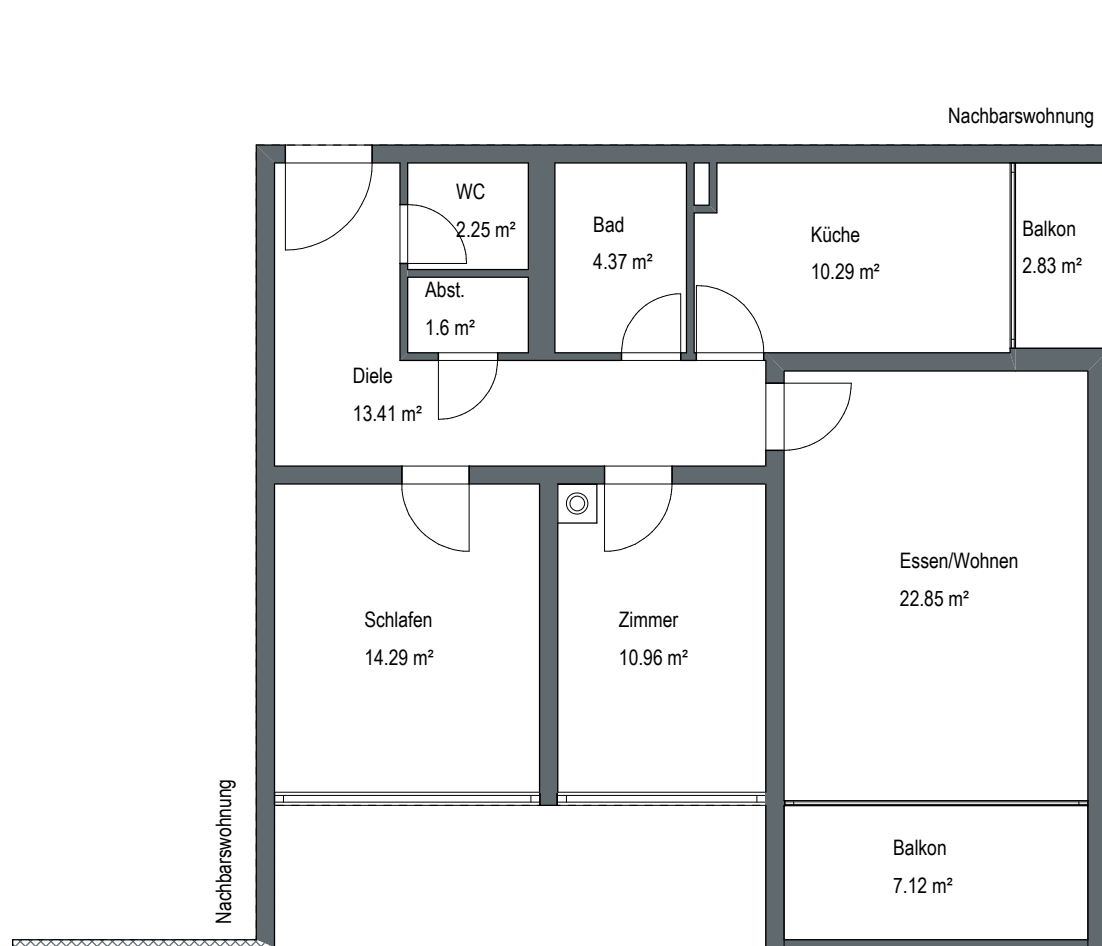 Nachbarswohnung
WC
2.25 m²
Bad
4.37 m²
Küche
10.29 m²
Balkon
2.83 m²
Abst.
1.6 m²
Diele
13.41 m²
Essen/Wohnen
22.85 m²
Schlafen
14.29 m²
Zimmer
10.96 m²
Nachbarswohnung
Balkon
7.12 m²